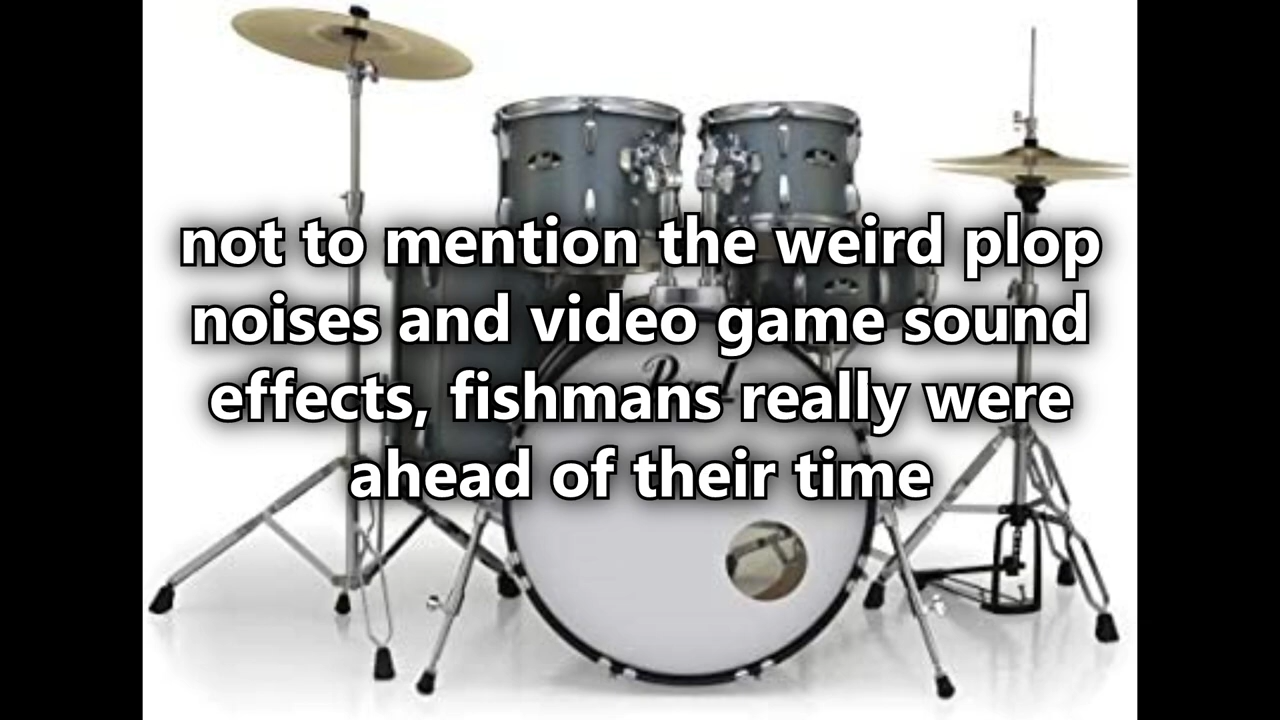 not to mention the weird plop
noises and video game sound
effects, fishmans really were
ahead of their time